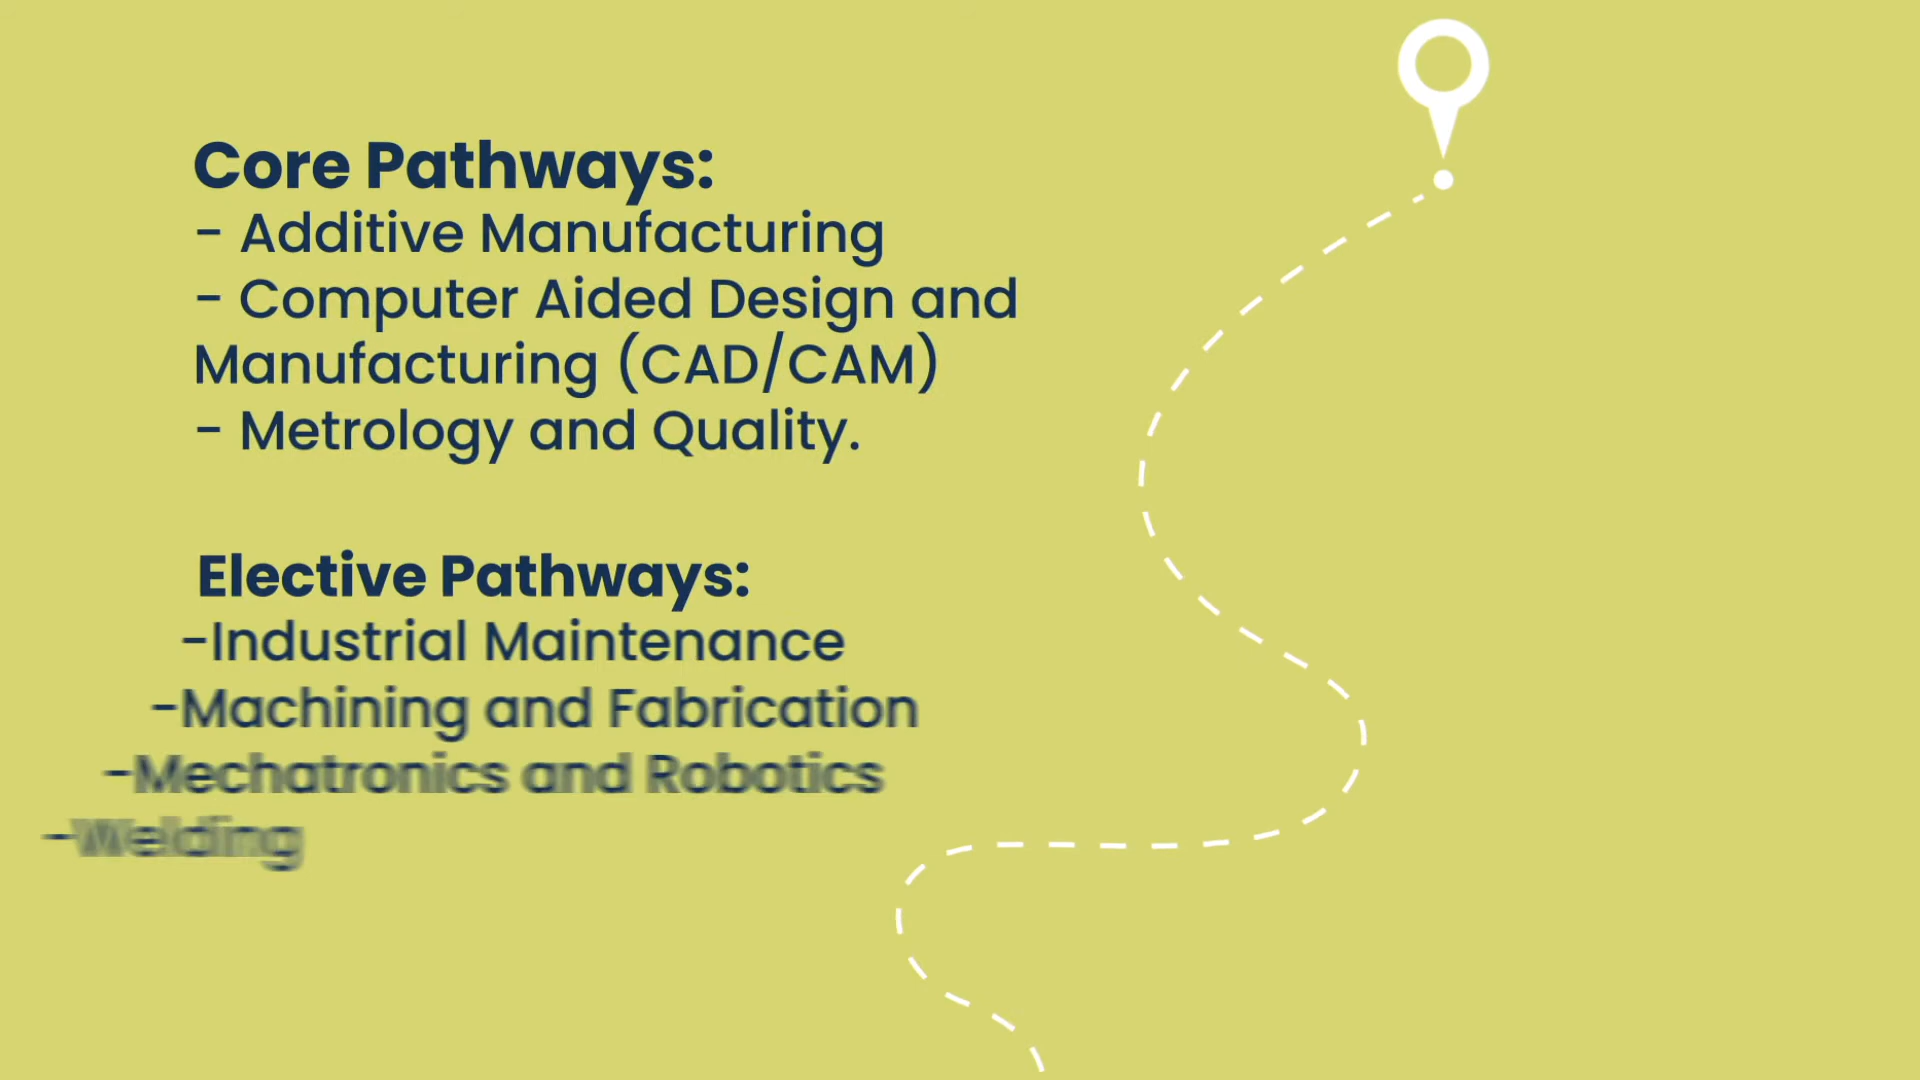 Core Pathways:
- Additive Manufacturing
- Computer Aided Design and
Manufacturing (CAD/CAM)
- Metrology and Quality.
Elective Pathways:
-Industrial Maintenance
-Machining and Fabrication
-Mechatronics and Robotics
-Welding